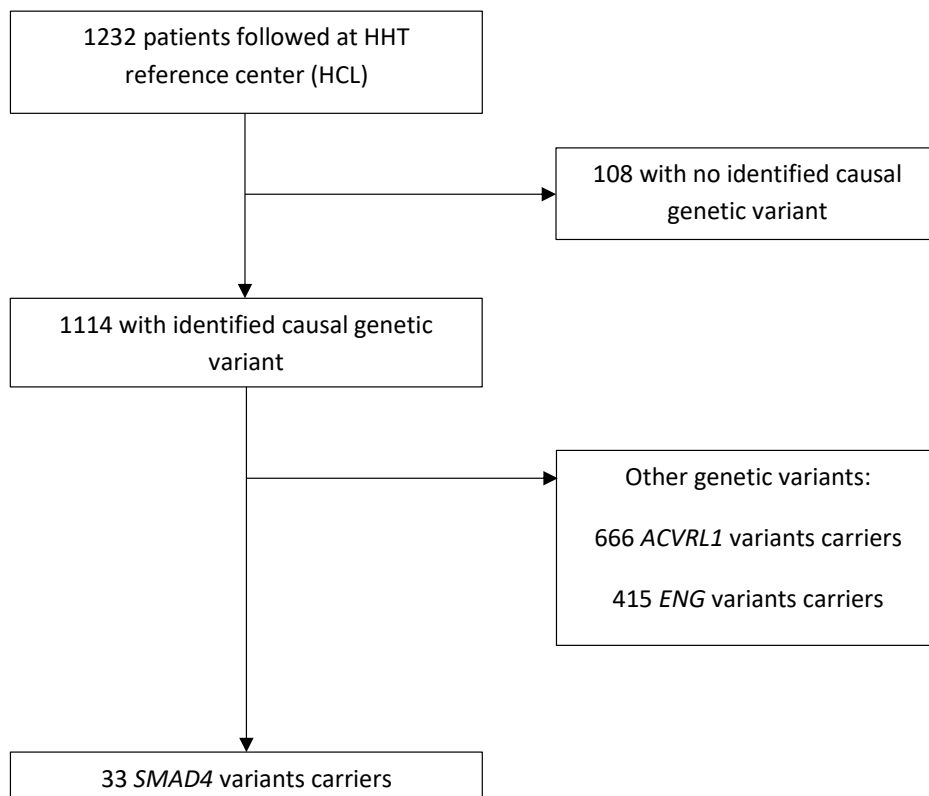 1232 patients followed at HHT
reference center (HCL)
108 with no identified causal
genetic variant
1114 with identified causal genetic
variant
Other genetic variants:
666 ACVRL1 variants carriers
415 ENG variants carriers
33 SMAD4 variants carriers